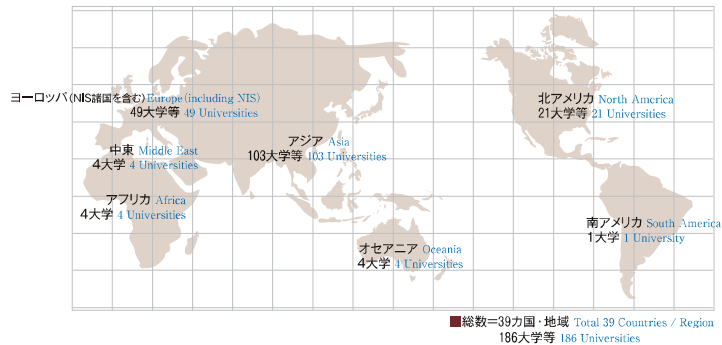 ヨーロッパ(NIS諸国を含む) Europe (including NIS)
49大学等 49 Universities
中東 Middle East
4大学 4 Universities
アフリカ Africa
4大学 4 Universities
アジア Asia
103大学等 103 Universities
オセアニア Oceania
4大学 4 Universities
北アメリカ North America
21大学等 21 Universities
南アメリカ South America
1大学 1 University
■総数=39カ国・地域 Total 39 Countries / Region
186大学等 186 Universities